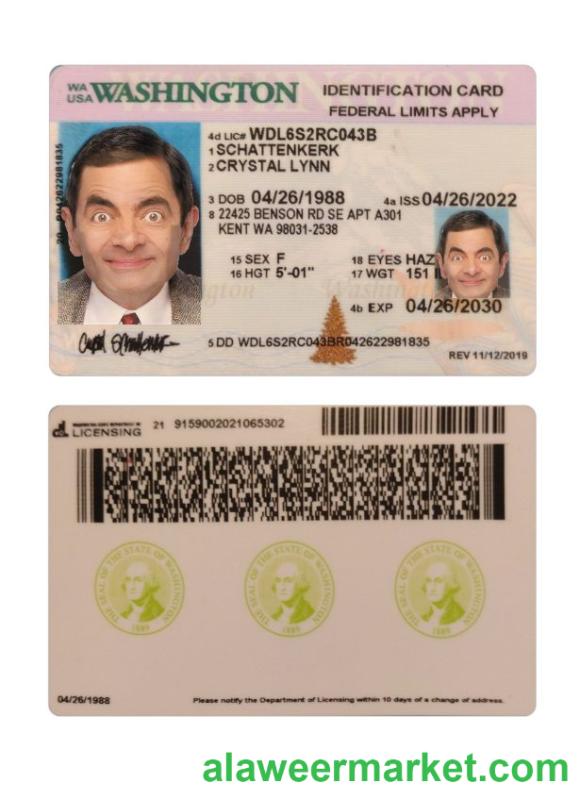 WA
USA WASHINGTON IDENTIFICATION CARD
FEDERAL LIMITS APPLY
4d LIC# WDL6S2RC043B
1 SCHATTENKERK
2 CRYSTAL LYNN
3 DOB 04/26/1988 4a ISS 04/26/2022
8 22425 BENSON RD SE APT A301
KENT WA 98031-2538
15 SEX F 18 EYES HAZ
16 HGT 5'-01" 17 WGT 151
4b EXP 04/26/2030
5 DD WDL6S2RC043BR042622981835
REV 11/12/2019
LICENSING 21 9159002021065302
THE SEAL OF THE STATE OF WASHINGTON
1889
THE SEAL OF THE STATE OF WASHINGTON
1889
THE SEAL OF THE STATE OF WASHINGTON
1889
04/26/1988 Please notify the Department of Licensing within 10 days of a change of address.
alaweermarket.com